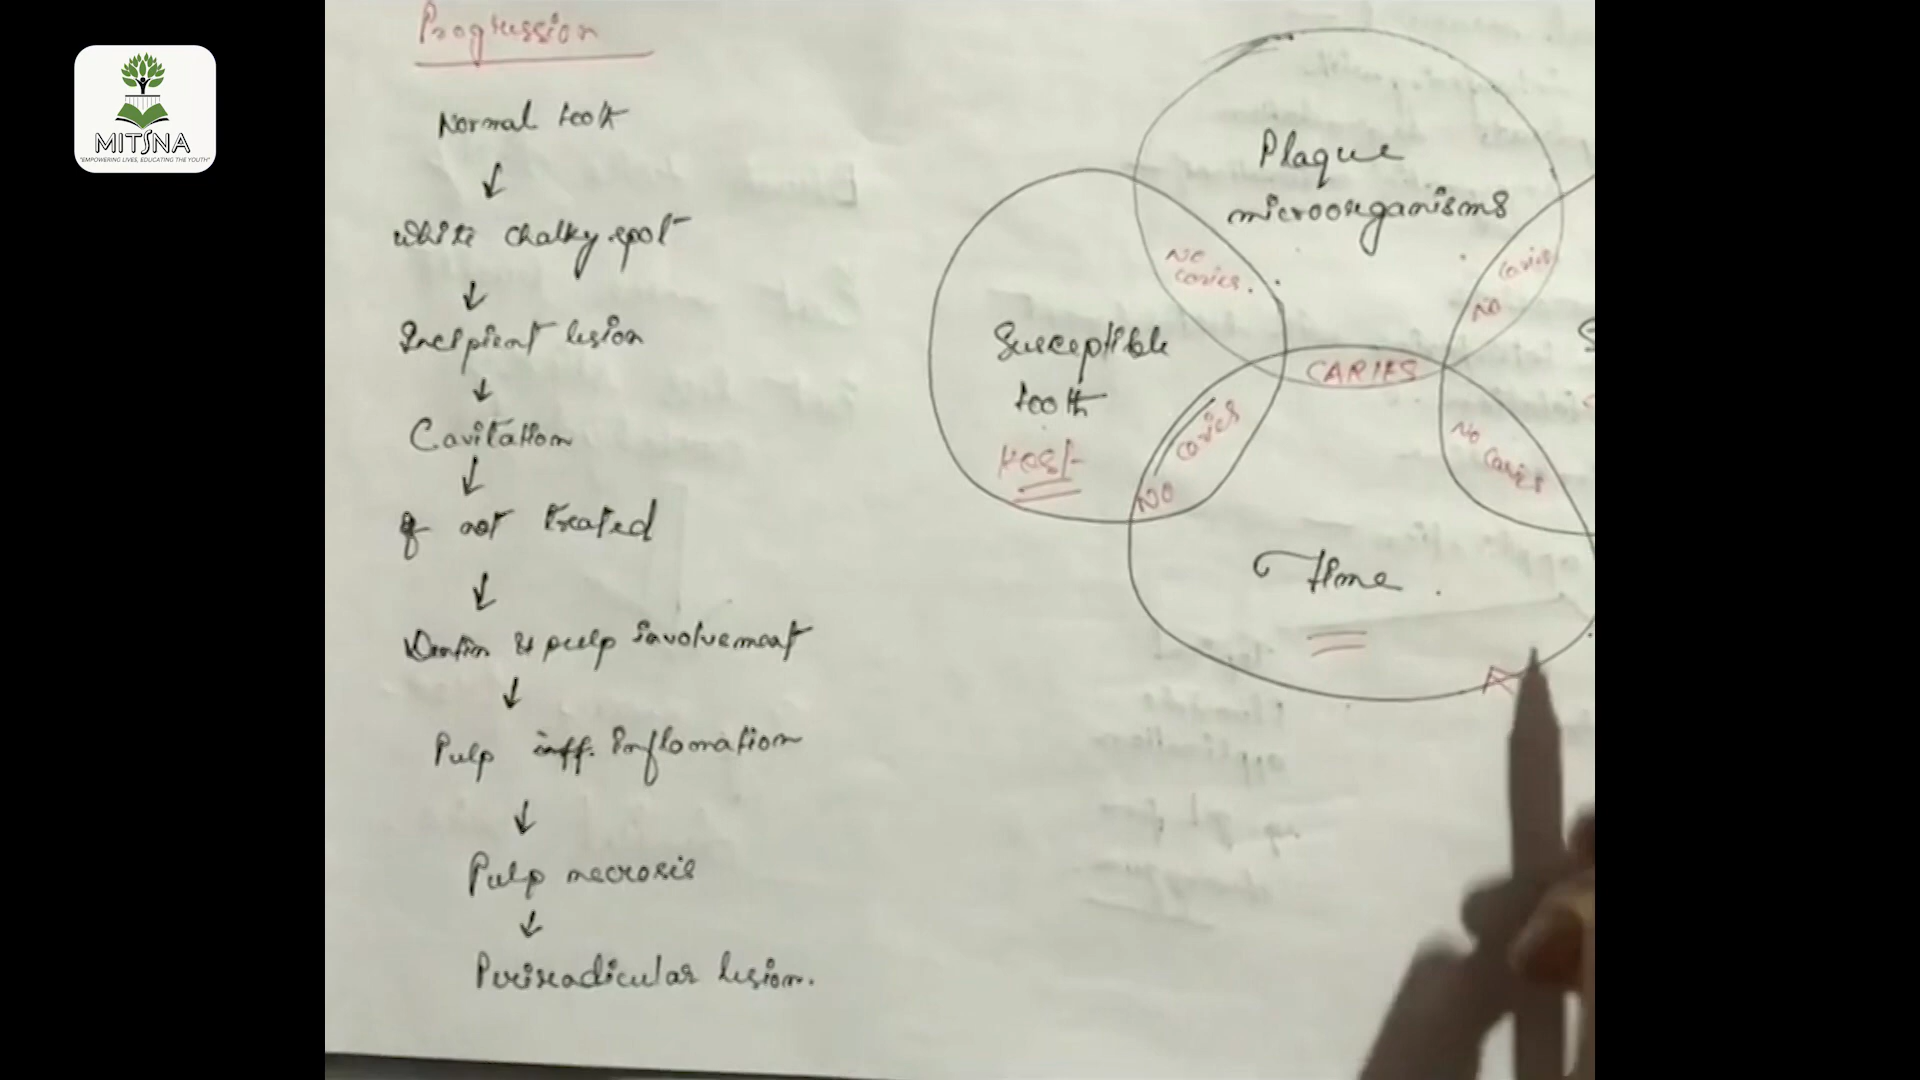 MITSNA
"EMPOWERING LIVES, EDUCATING THE YOUTH"
Progression
Normal tooth
↓
White chalky spot
↓
Incipient lesion
↓
Cavitation
↓
If not treated
↓
Dentin & pulp involvement
↓
Pulp Inflamation
↓
Pulp necrosis
↓
Periradicular lesion.
Plaque
microorganisms
No
caries.
caries
No
Susceptible
tooth
Host
CARIES
caries
NO
No
caries
Time